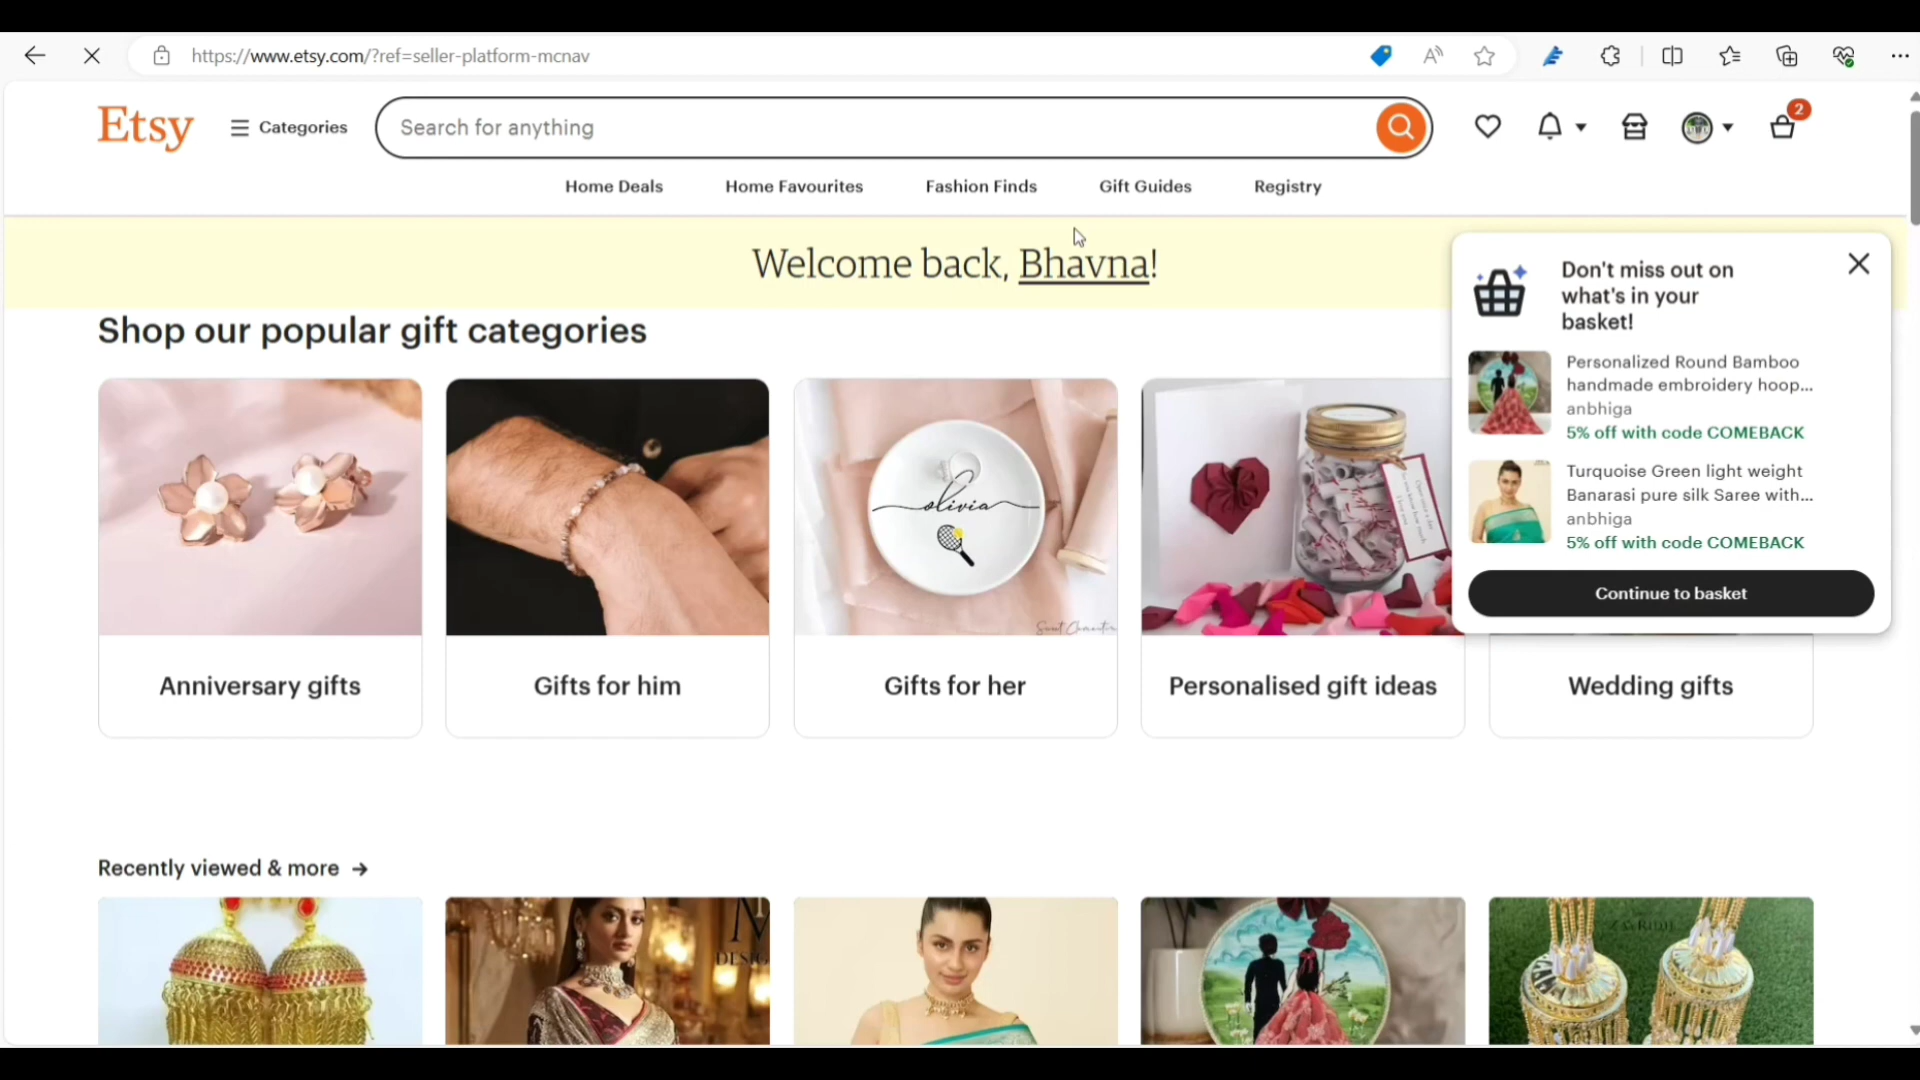 https://www.etsy.com/?ref=seller-platform-mcnav
Etsy
Categories
Search for anything
2
Home Deals
Home Favourites
Fashion Finds
Gift Guides
Registry
Welcome back, Bhavna!
Don't miss out on
what's in your
basket!
Personalized Round Bamboo
handmade embroidery hoop...
anbhiga
5% off with code COMEBACK
Turquoise Green light weight
Banarasi pure silk Saree with...
anbhiga
5% off with code COMEBACK
Continue to basket
Shop our popular gift categories
olivia
Anniversary gifts
Gifts for him
Gifts for her
Personalised gift ideas
Wedding gifts
Recently viewed & more